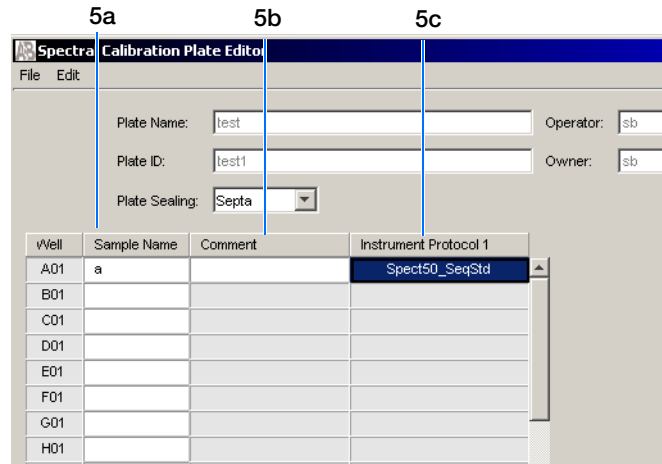 5a 5b 5c
Spectral Calibration Plate Editor
File Edit
Plate Name: test Operator: sb
Plate ID: test1 Owner: sb
Plate Sealing: Septa
Well Sample Name Comment Instrument Protocol 1
A01 a Spect50_SeqStd
B01
C01
D01
E01
F01
G01
H01